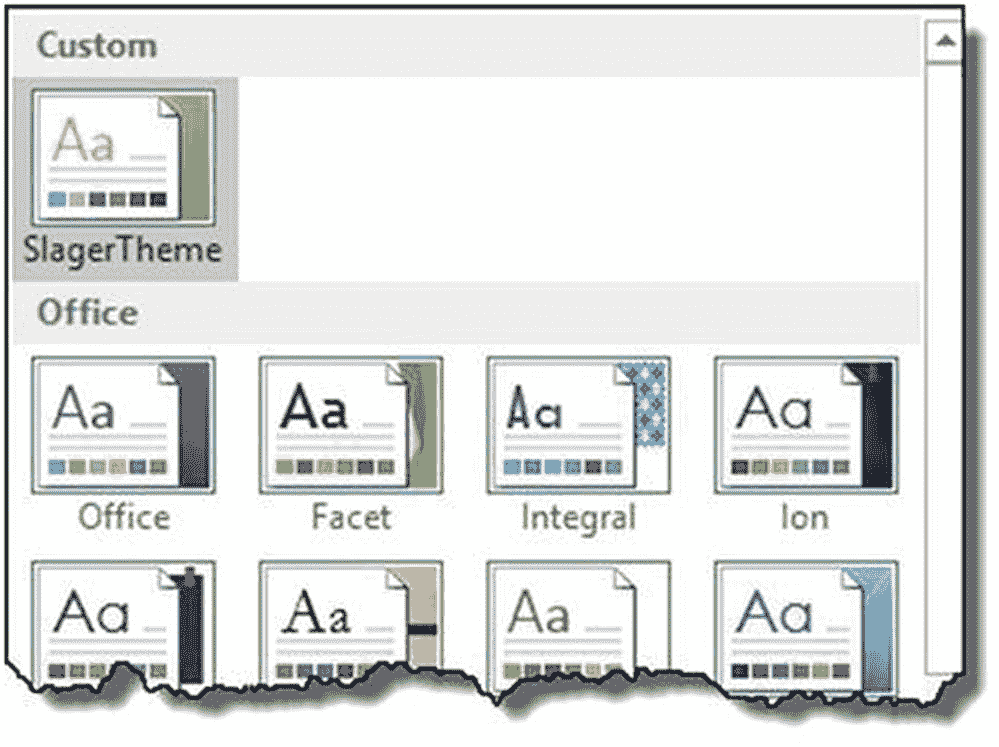 Custom
Aa
SlagerTheme
Office
Aa Aa Aa Aa
Office Facet Integral Ion
Aa Aa Aa Aa